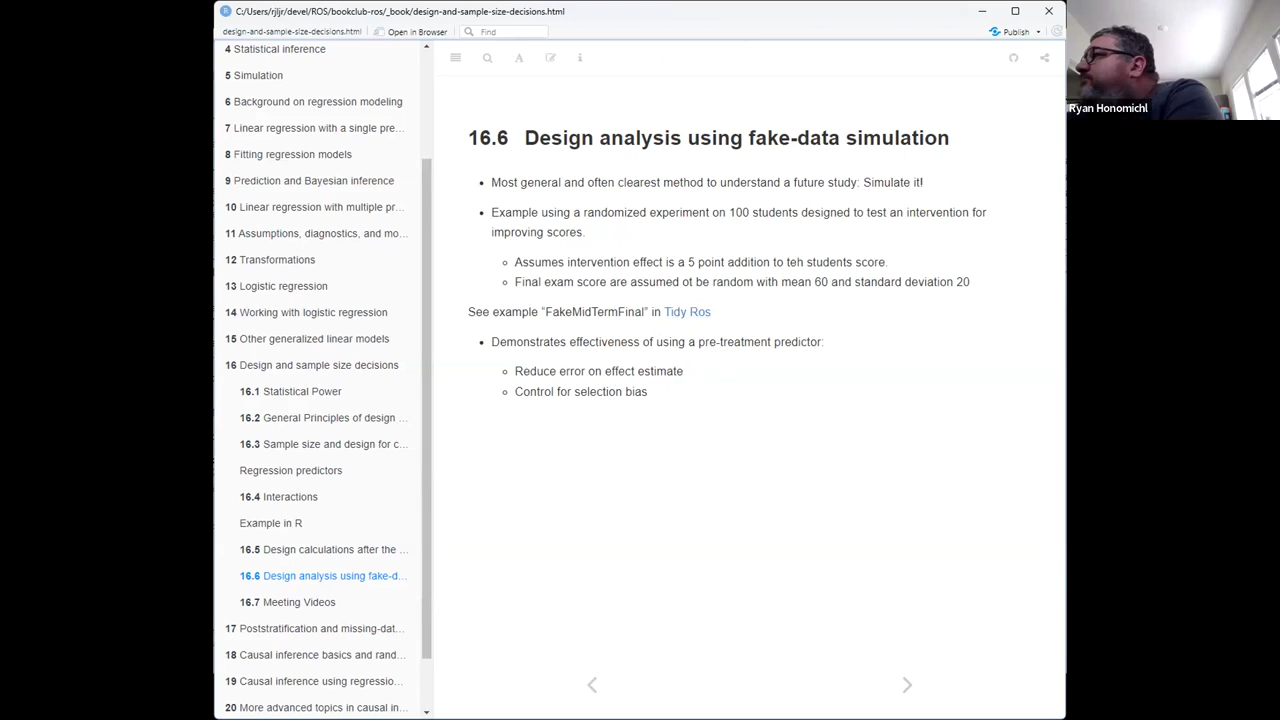 C:/Users/rjljr/devel/ROS/bookclub-ros/_book/design-and-sample-size-decisions.html
design-and-sample-size-decisions.html
Open in Browser
Find
Publish
4 Statistical inference
5 Simulation
6 Background on regression modeling
7 Linear regression with a single pre...
8 Fitting regression models
9 Prediction and Bayesian inference
10 Linear regression with multiple pr...
11 Assumptions, diagnostics, and mo...
12 Transformations
13 Logistic regression
14 Working with logistic regression
15 Other generalized linear models
16 Design and sample size decisions
16.1 Statistical Power
16.2 General Principles of design ...
16.3 Sample size and design for c...
Regression predictors
16.4 Interactions
Example in R
16.5 Design calculations after the ...
16.6 Design analysis using fake-d...
16.7 Meeting Videos
17 Poststratification and missing-dat...
18 Causal inference basics and rand...
19 Causal inference using regressio...
20 More advanced topics in causal in...
16.6 Design analysis using fake-data simulation
• Most general and often clearest method to understand a future study: Simulate it!
• Example using a randomized experiment on 100 students designed to test an intervention for
improving scores.
◦ Assumes intervention effect is a 5 point addition to teh students score.
◦ Final exam score are assumed ot be random with mean 60 and standard deviation 20
See example “FakeMidTermFinal” in Tidy Ros
• Demonstrates effectiveness of using a pre-treatment predictor:
◦ Reduce error on effect estimate
◦ Control for selection bias
Ryan Honomichl